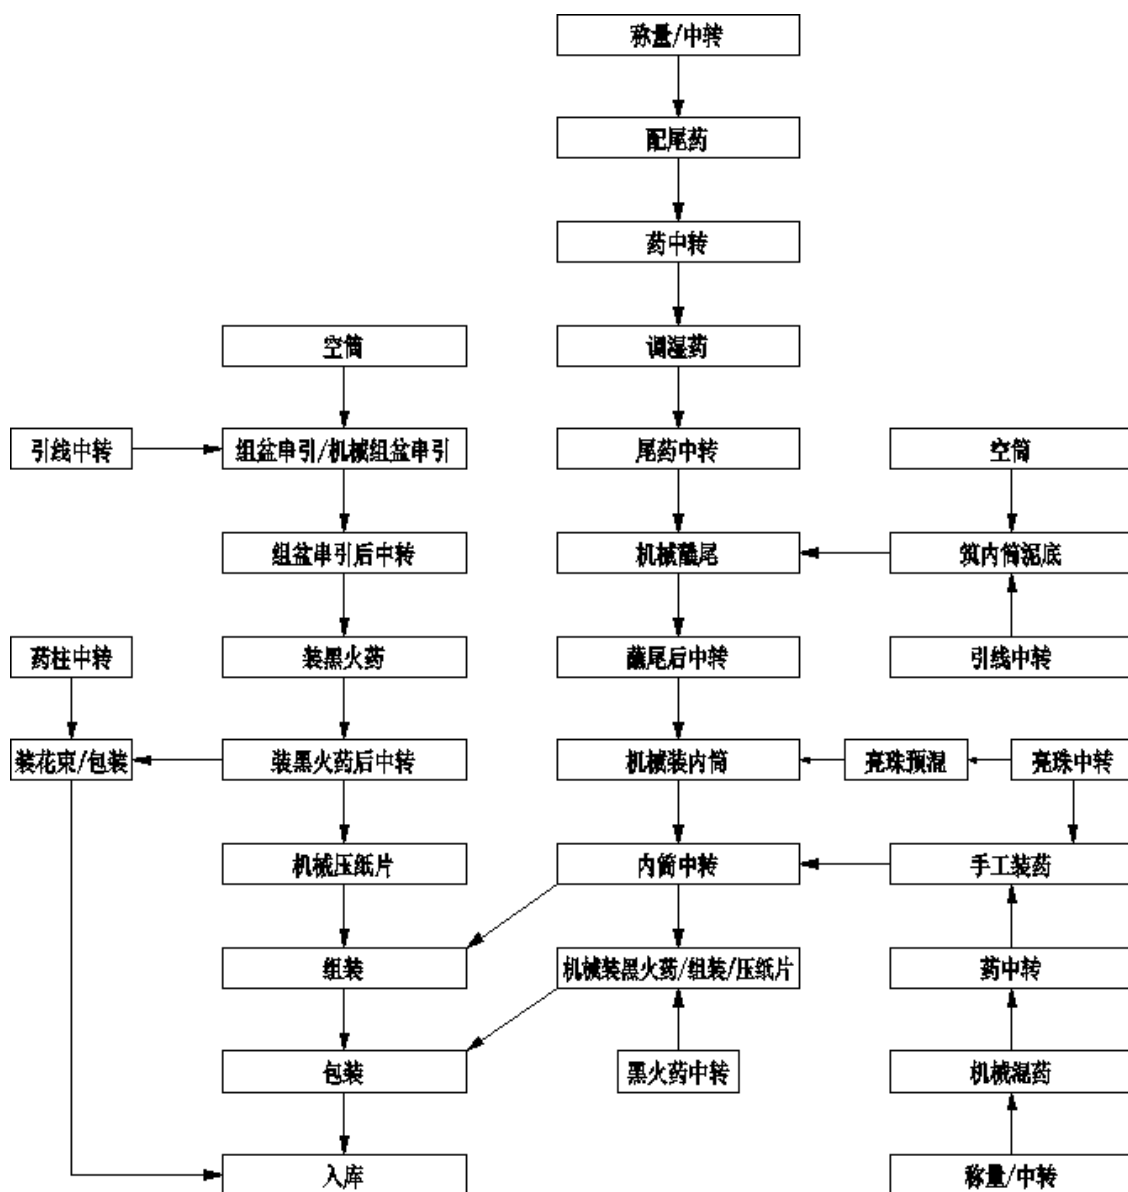 称量/中转
配尾药
药中转
空筒
调湿药
引线中转
组盆串引/机械组盆串引
尾药中转
空筒
组盆串引后中转
机械蘸尾
筑内筒泥底
药柱中转
装黑火药
蘸尾后中转
引线中转
装花束/包装
装黑火药后中转
机械装内筒
亮珠预混
亮珠中转
机械压纸片
内筒中转
手工装药
组装
机械装黑火药/组装/压纸片
药中转
包装
黑火药中转
机械混药
入库
称量/中转